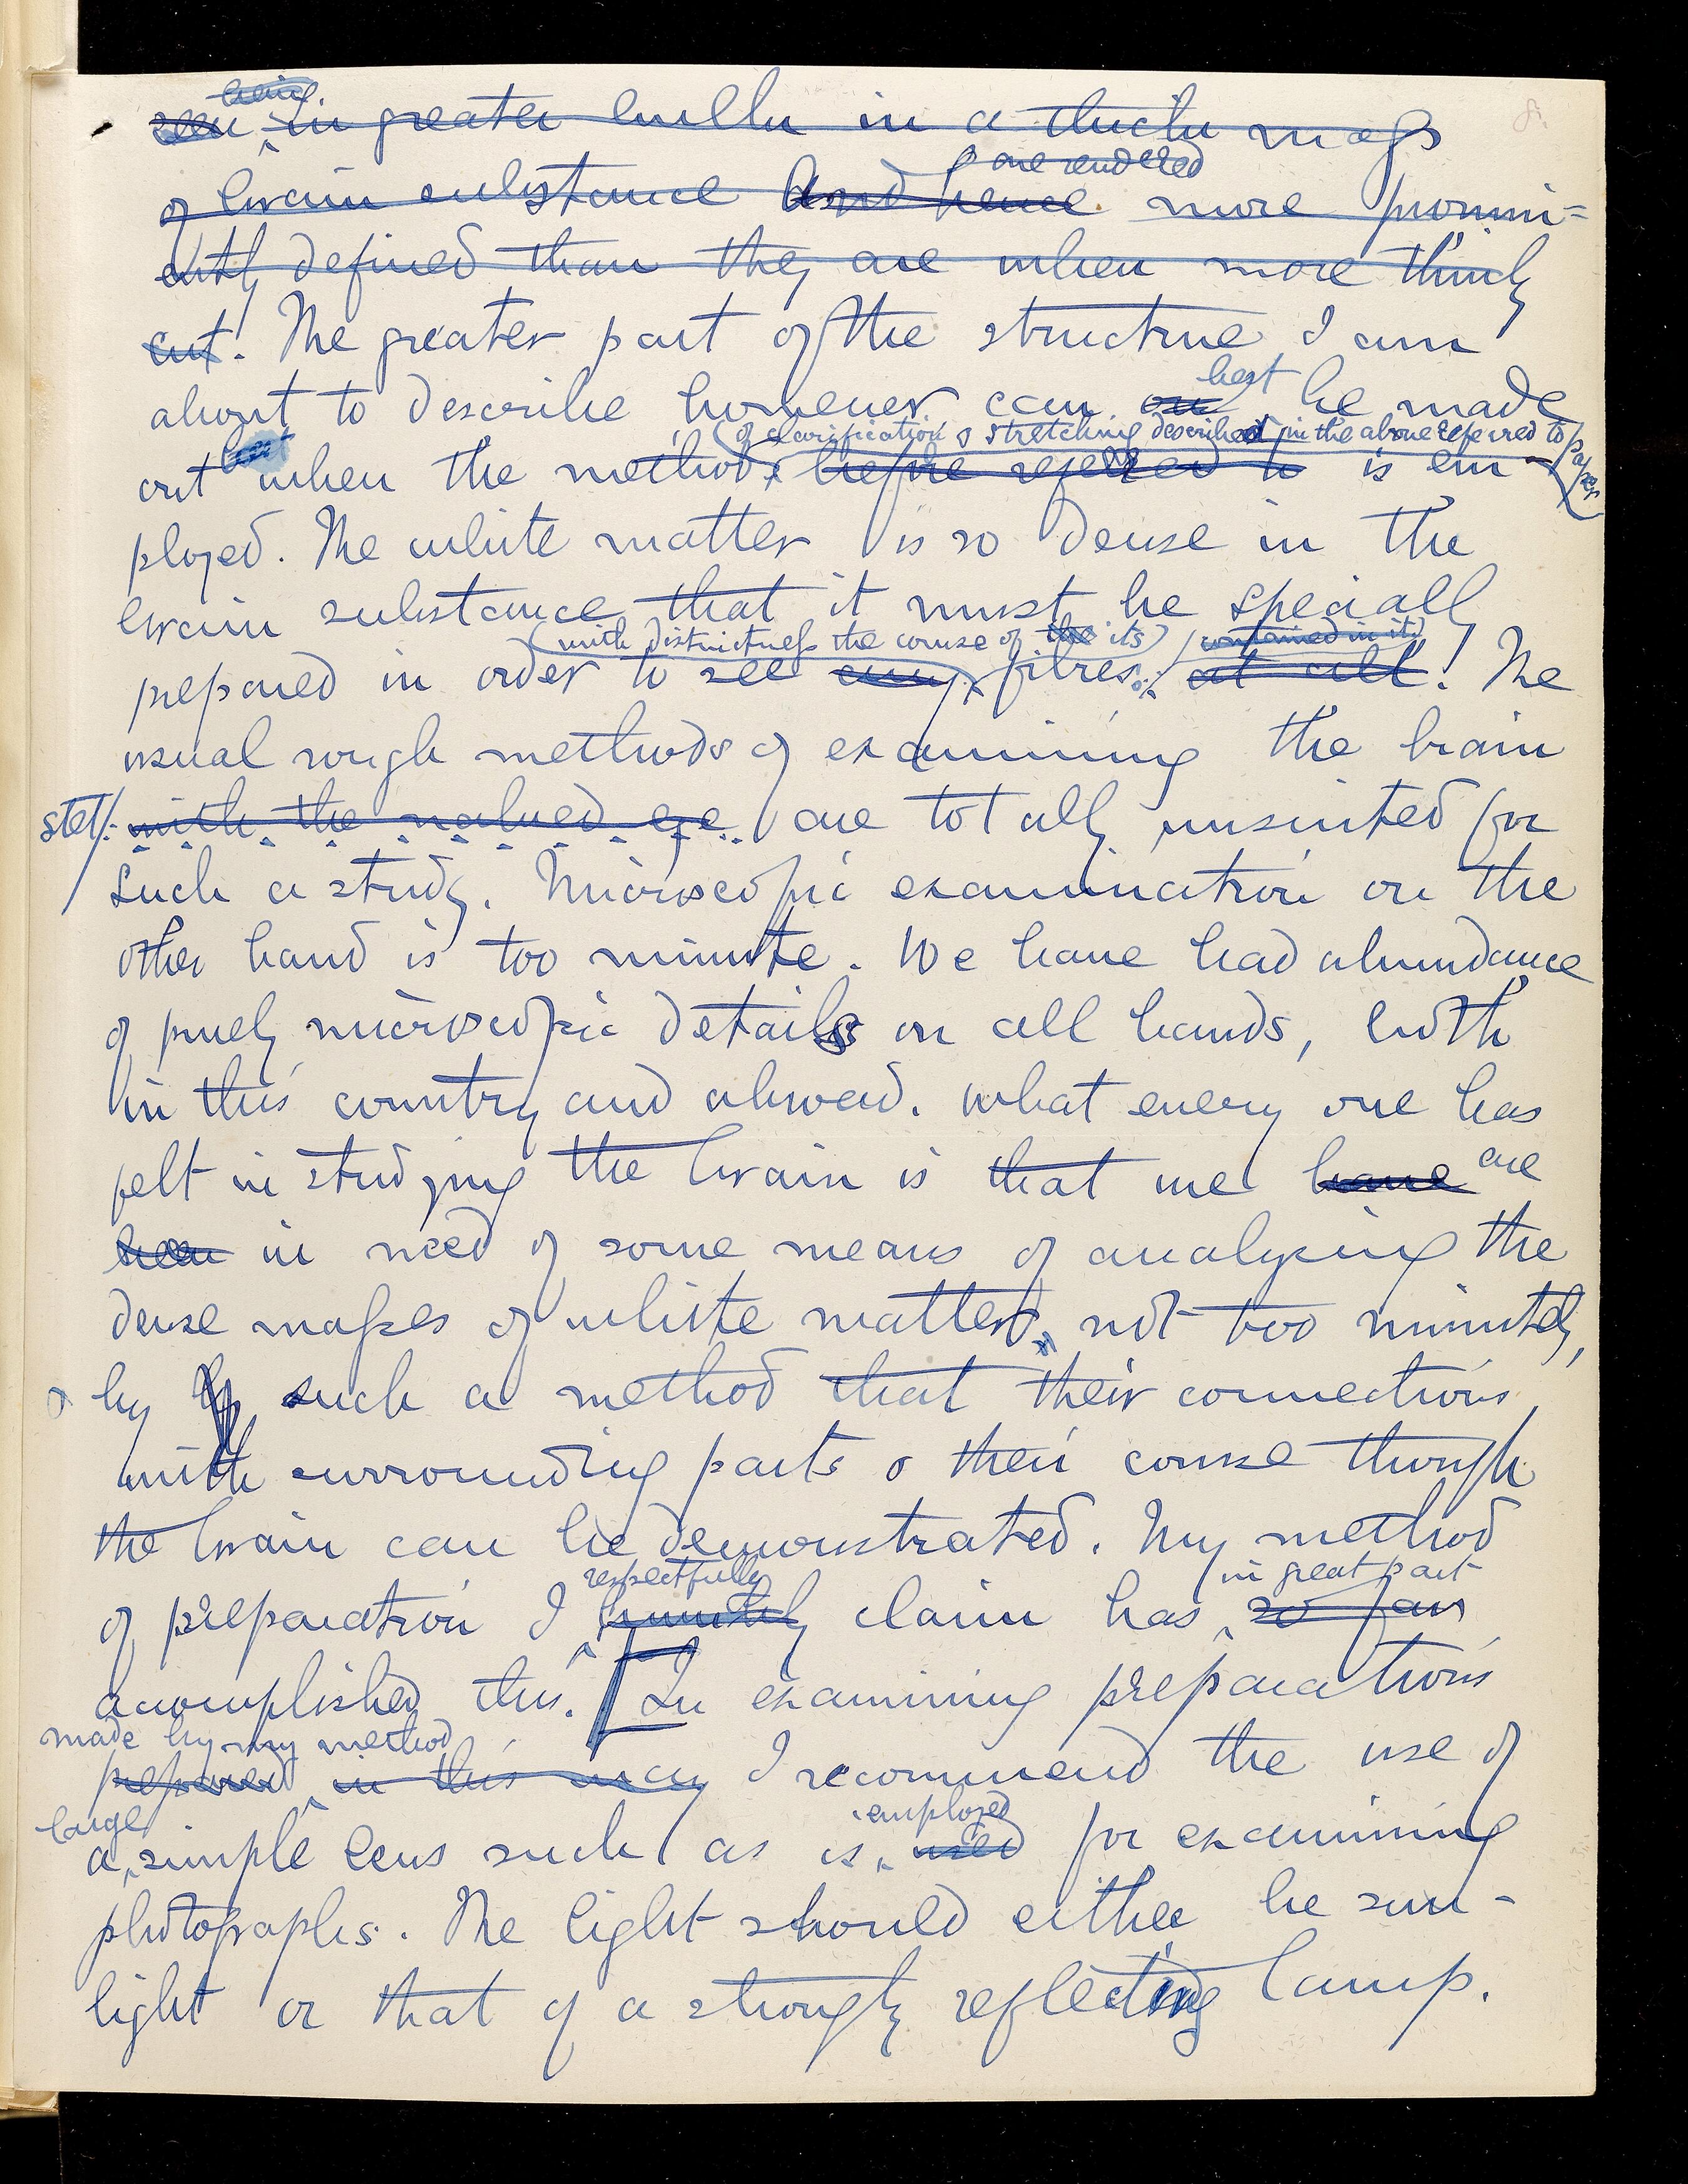 being
seen in greater bulk in a thick mass
are rendered
of brain substance and hence more promin-
ently defined than they are when more thinly
cut. The greater part of the structure I am
best
about to describe, however can be made
(of clarification & stretching described in the above referred to paper)
out when the method before referred to is em-
ployed. The white matter is so dense in the
brain substance that it must be specially
(with distinctness the course of the its) (contained in it)
prepared in order to see any fibres at all! The
usual rough methods of examining the brain
stet/ with the naked eye are totally unsuited for
such a study. Microscopic examination on the
other hand is too minute. We have had abundance
of purely microscopic details on all hands, both
in this country and abroad. What every one has
felt in studying the brain is that we have are
been in need of some means of analysing the
dense masses of white matter, not too minutely,
& by such a method that their connections
with surrounding parts & their course through
the brain can be demonstrated. My method
respectfully in great part
of preparation I humbly claim has so far
accomplished this. [In examining preparations
made by my method
prepared in this way I recommend the use of
large employed
a simple lens such as is used for examining
photographs. The light should either be sun-
light or that of a strongly reflecting lamp.